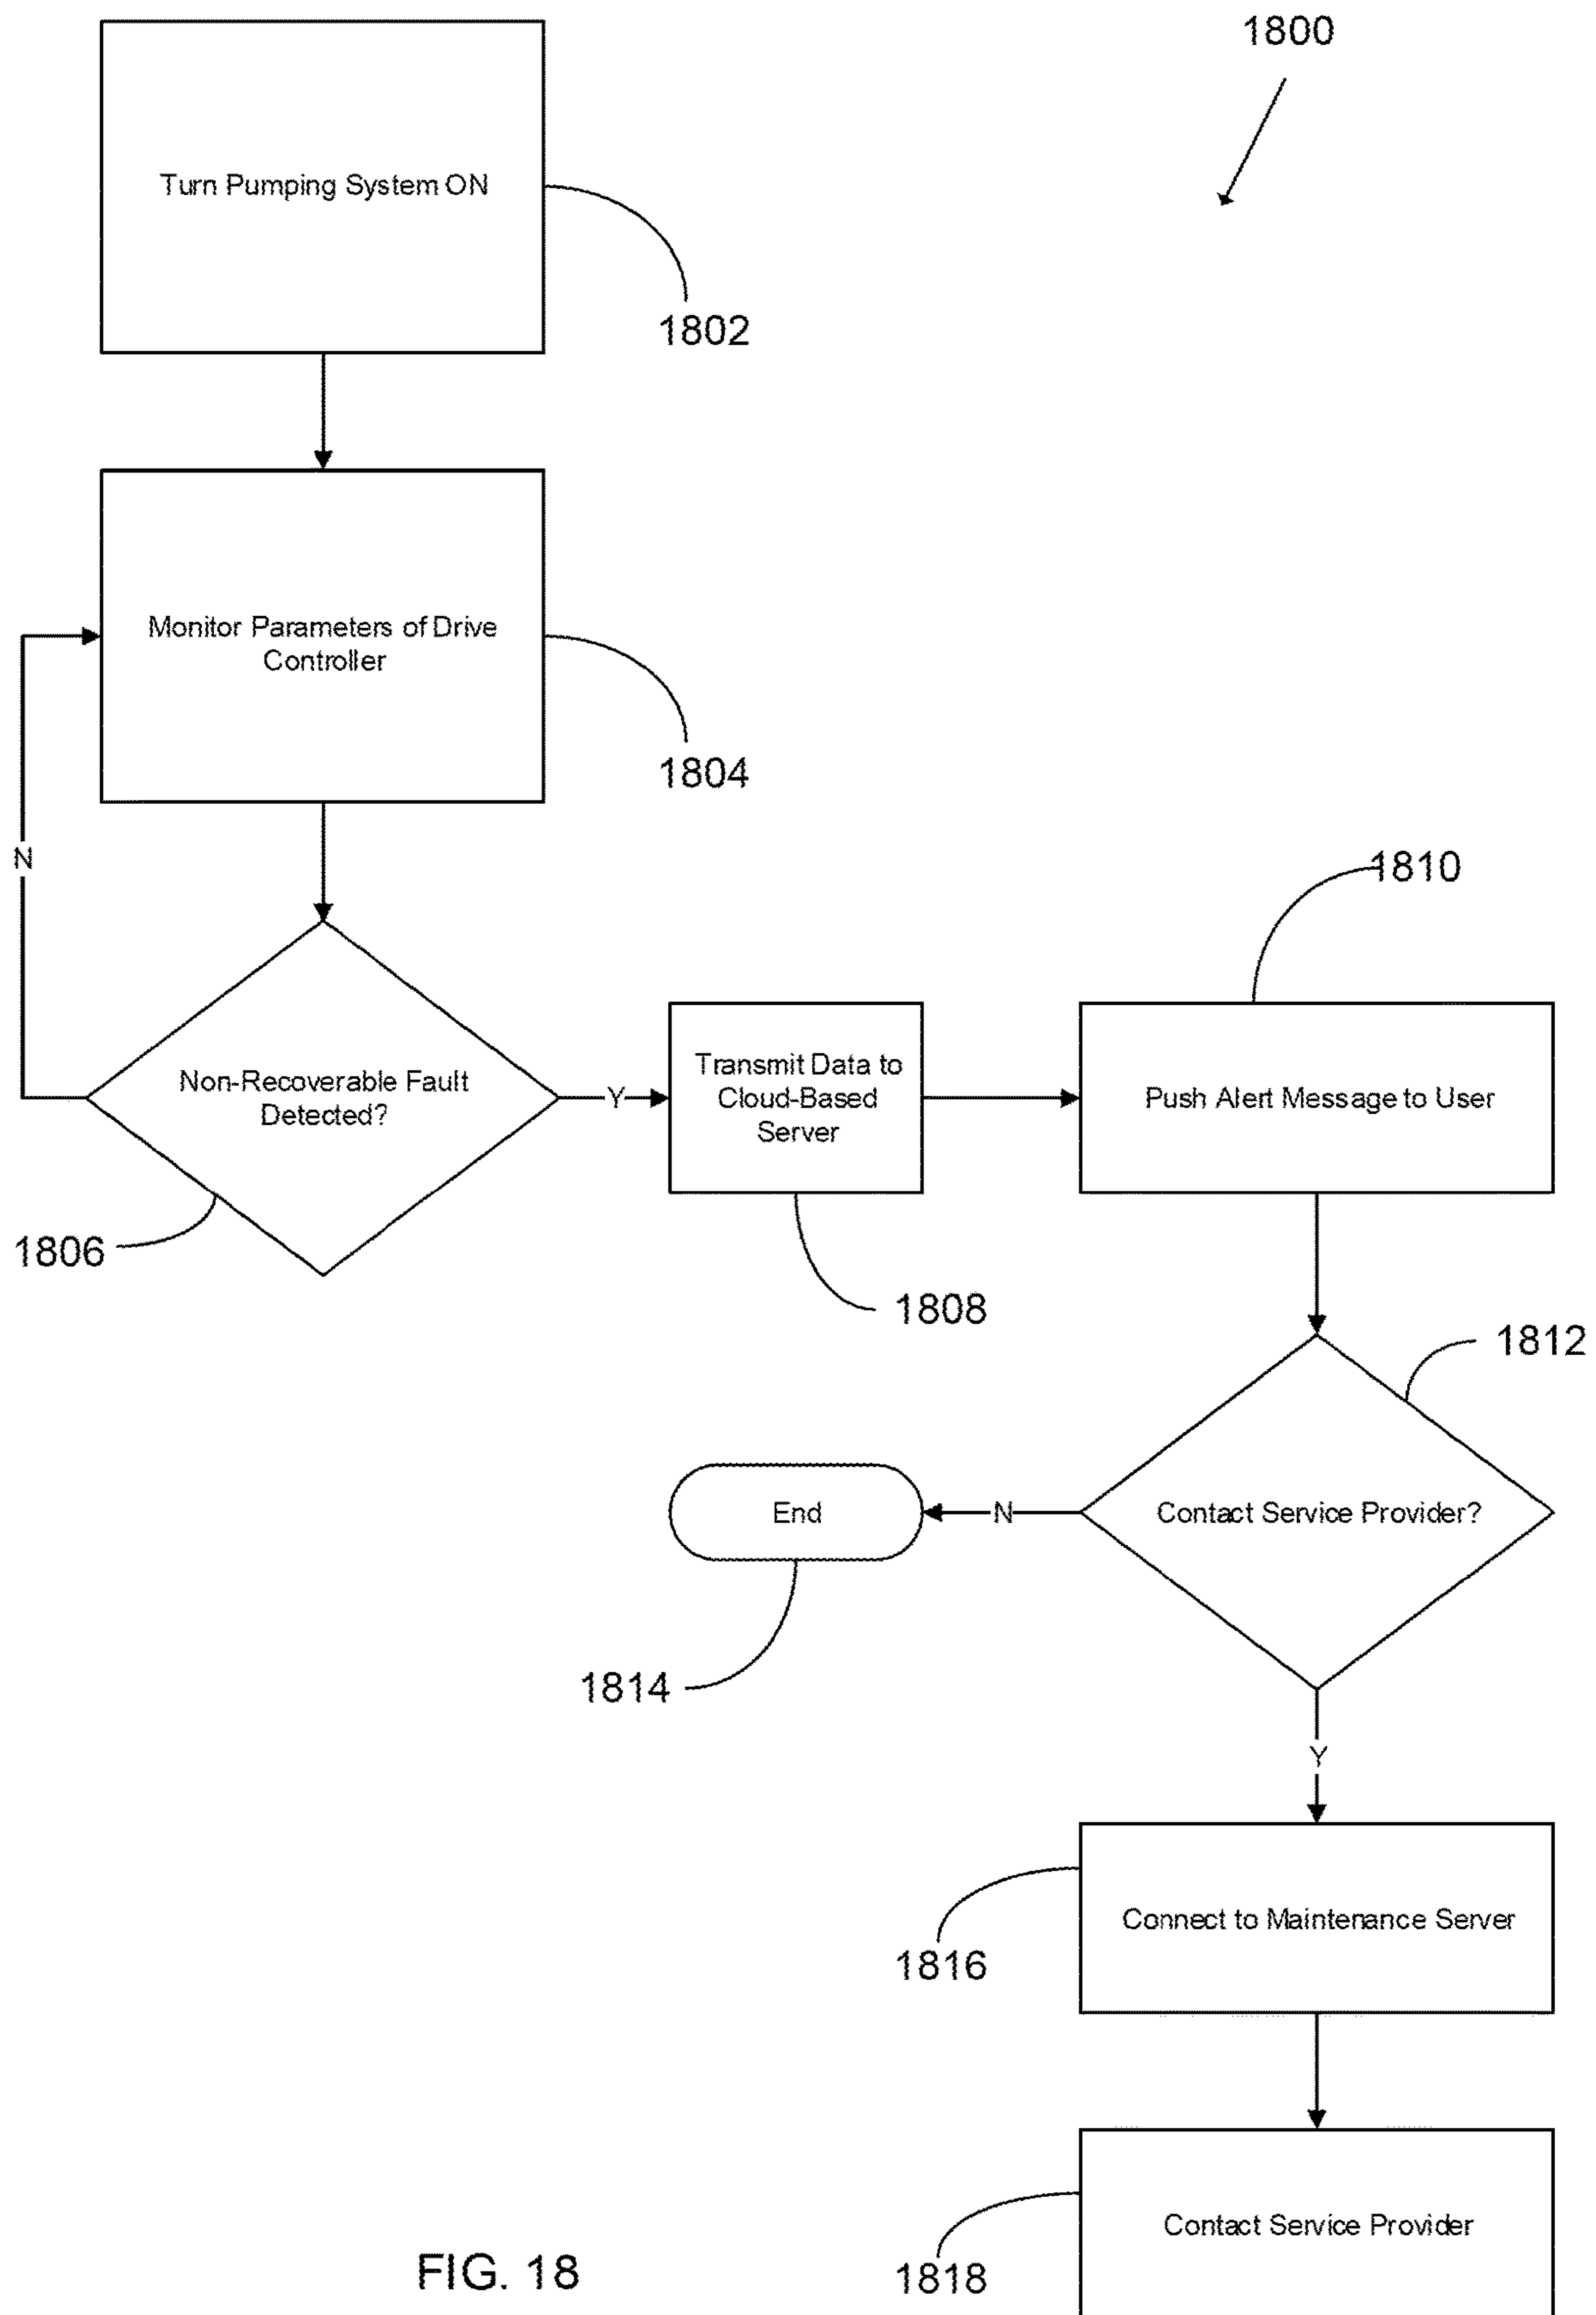 1800
Turn Pumping System ON
1802
Monitor Parameters of Drive
Controller
1804
N
1810
Non-Recoverable Fault
Detected?
Y
Transmit Data to
Cloud-Based
Server
Push Alert Message to User
1806
1808
1812
End
N
Contact Service Provider?
1814
Y
Connect to Maintenance Server
1816
Contact Service Provider
1818
FIG. 18